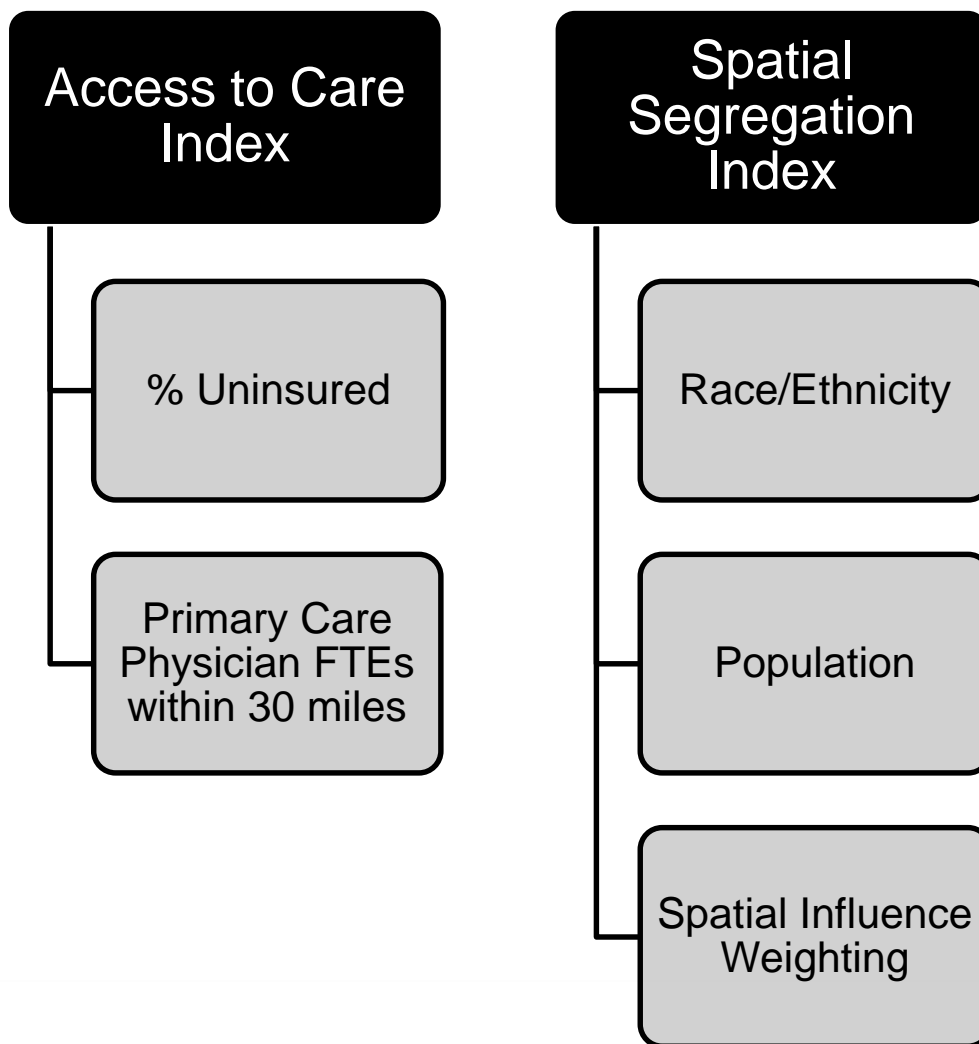 Access to Care
Index
% Uninsured
Primary Care
Physician FTEs
within 30 miles
Spatial
Segregation
Index
Race/Ethnicity
Population
Spatial Influence
Weighting